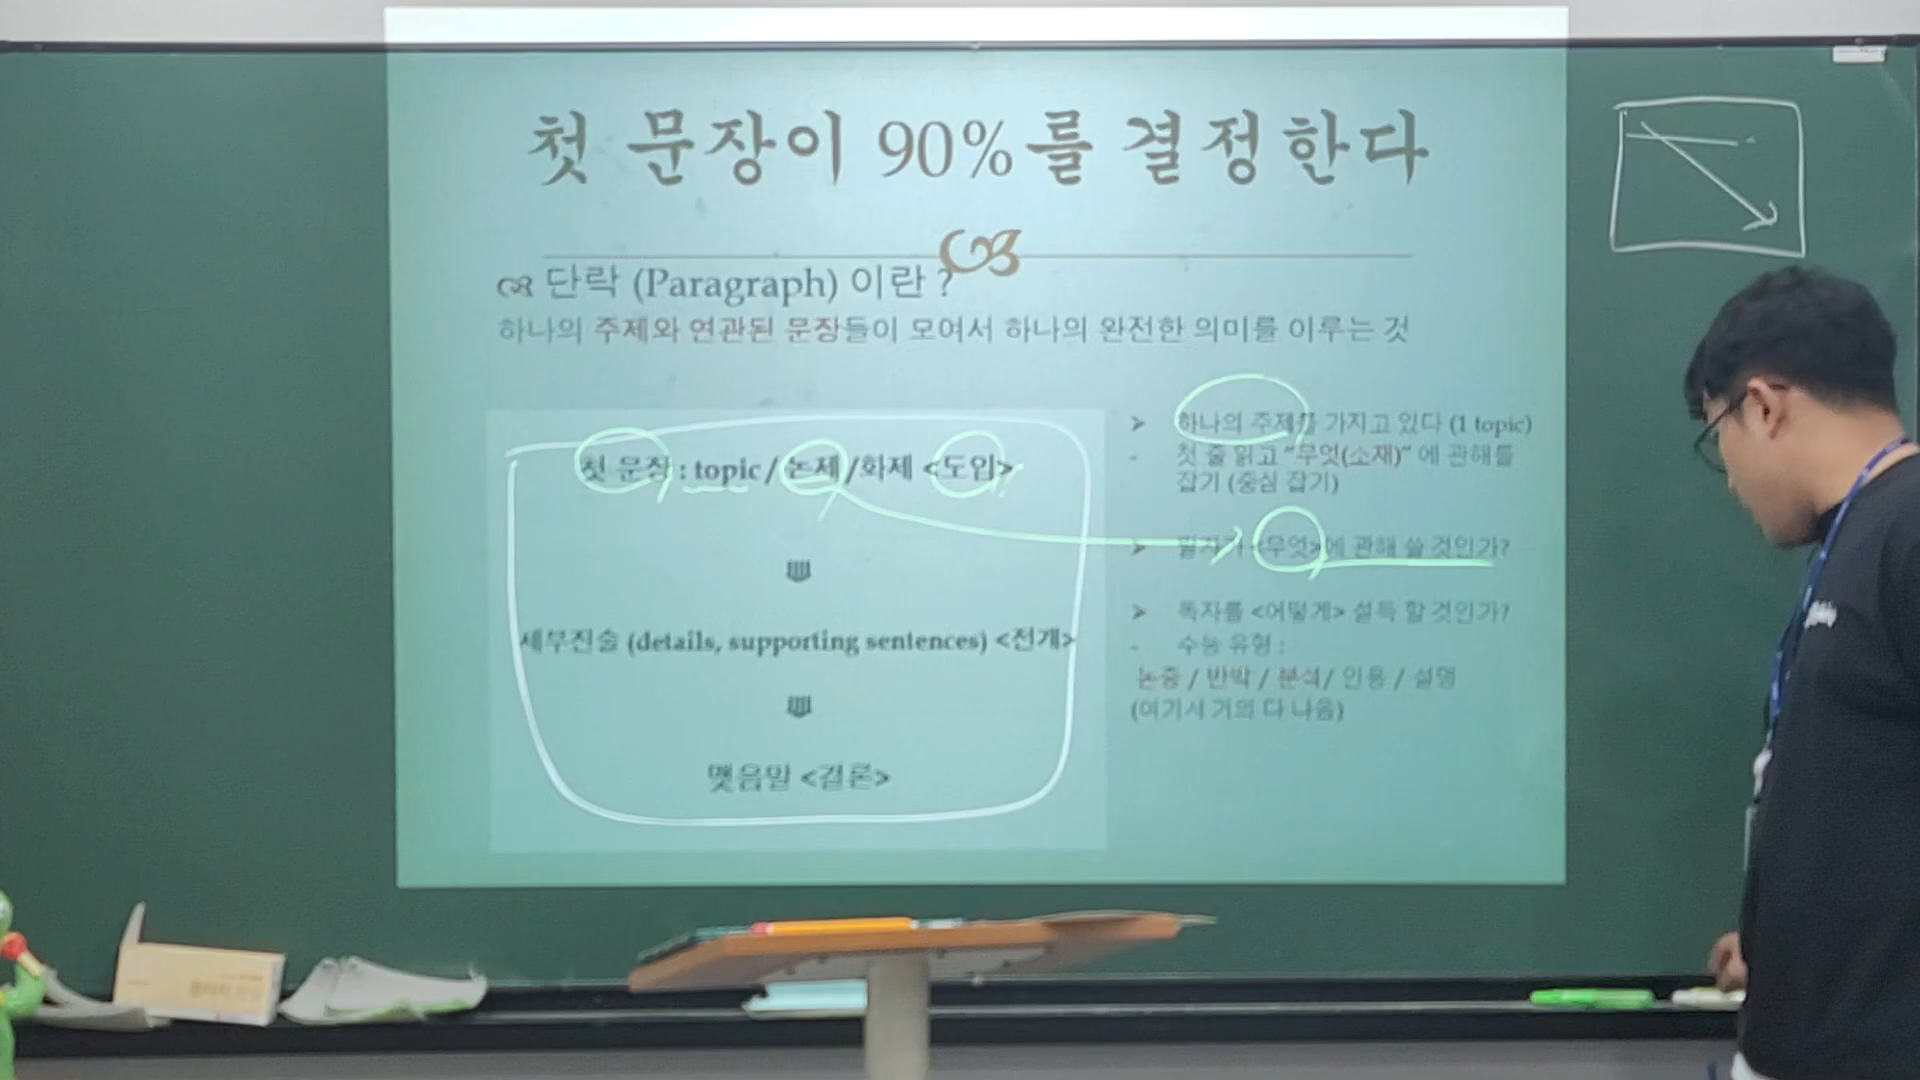 첫 문장이 90%를 결정한다
단락 (Paragraph) 이란 ?
하나의 주제와 연관된 문장들이 모여서 하나의 완전한 의미를 이루는 것
첫 문장 : topic / 논제 /화제 <도입>
세부진술 (details, supporting sentences) <전개>
맺음말 <결론>
➢ 하나의 주제를 가지고 있다 (1 topic)
- 첫 줄 읽고 “무엇(소재)” 에 관해를
잡기 (중심 잡기)
➢ 필자가 <무엇>에 관해 쓸 것인가?
➢ 독자를 <어떻게> 설득 할 것인가?
- 수능 유형 :
논증 / 반박 / 분석/ 인용 / 설명
(여기서 거의 다 나옴)